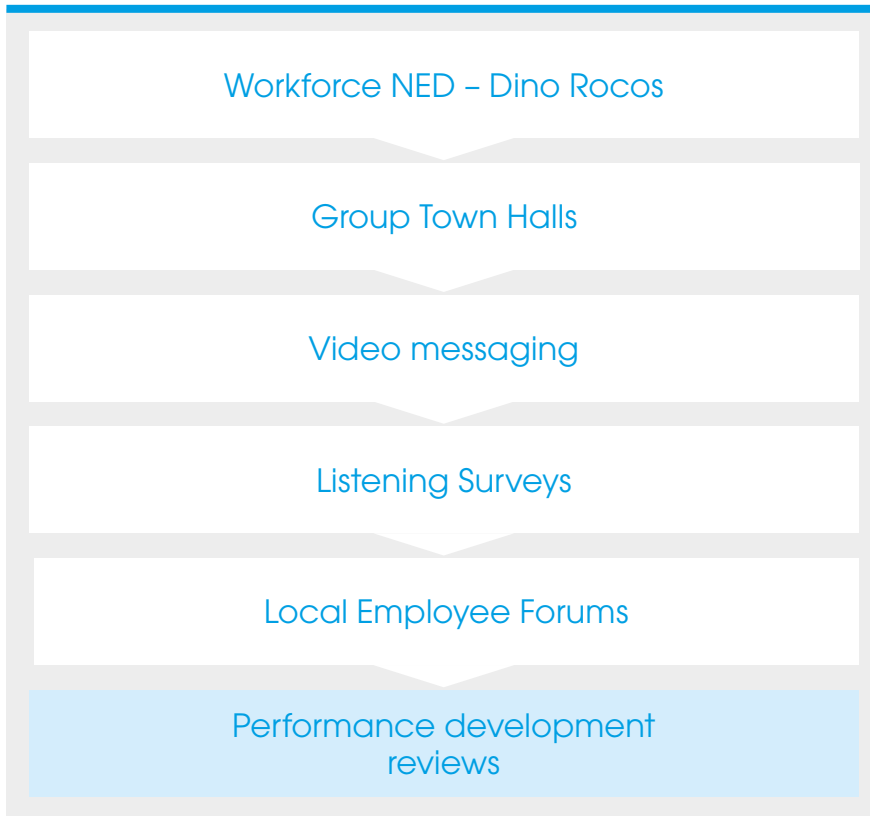 Workforce NED – Dino Rocos
Group Town Halls
Video messaging
Listening Surveys
Local Employee Forums
Performance development
reviews